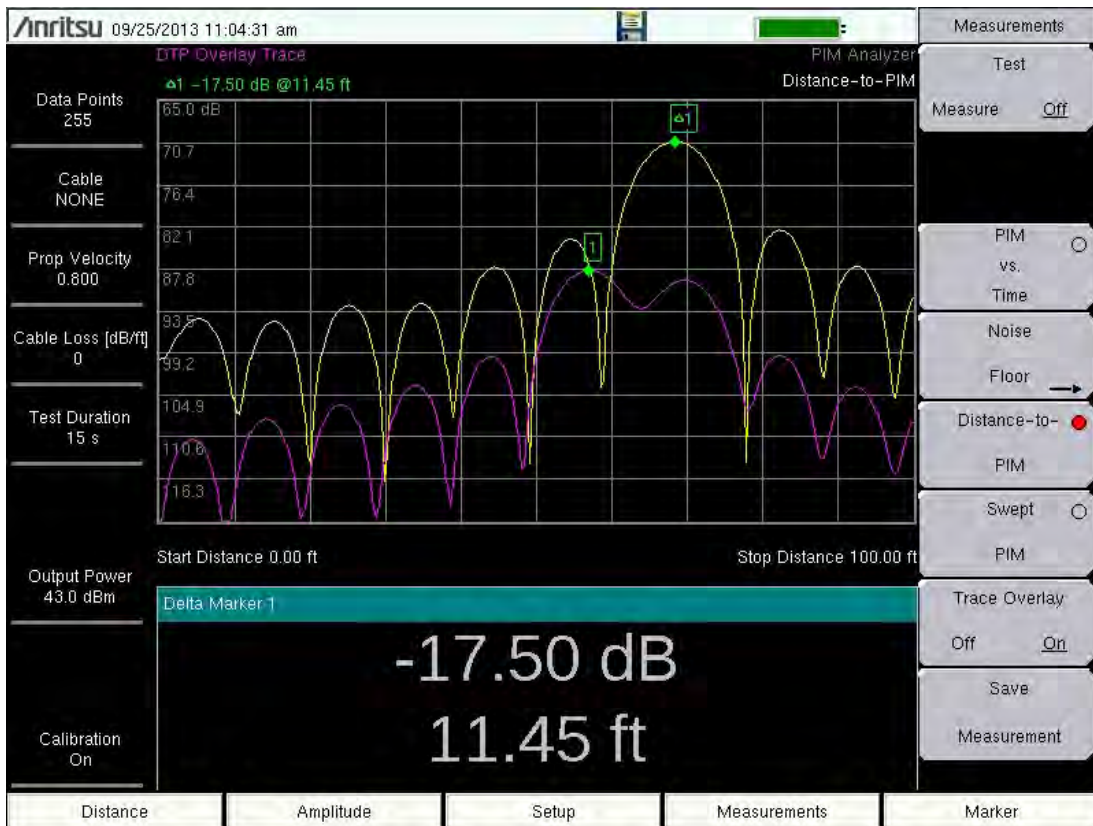 Anritsu 09/25/2013 11:04:31 am
DTP Overlay Trace
PIM Analyzer
Δ1 -17.50 dB @11.45 ft
Distance-to-PIM
Data Points
255
Cable
NONE
Prop Velocity
0.800
Cable Loss [dB/ft]
0
Test Duration
15 s
Output Power
43.0 dBm
Calibration
On
65.0 dB
70.7
76.4
82.1
87.8
93.5
99.2
104.9
110.6
116.3
Δ1
1
Start Distance 0.00 ft
Stop Distance 100.00 ft
Delta Marker 1
-17.50 dB
11.45 ft
Measurements
Test
Measure Off
PIM
vs.
Time
Noise
Floor
Distance-to-
PIM
Swept
PIM
Trace Overlay
Off On
Save
Measurement
Distance
Amplitude
Setup
Measurements
Marker